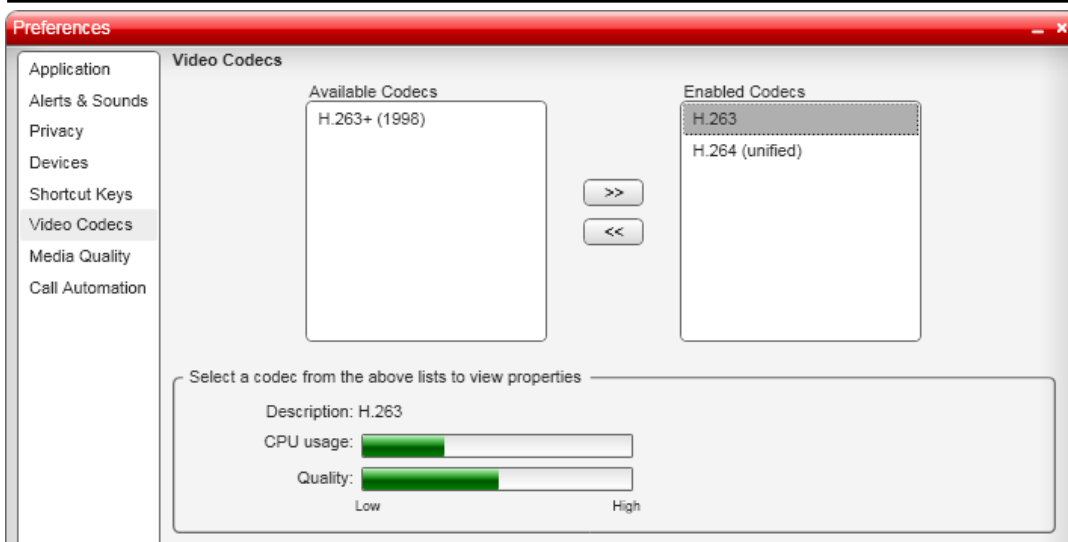 Preferences
Application
Alerts & Sounds
Privacy
Devices
Shortcut Keys
Video Codecs
Media Quality
Call Automation
Video Codecs
Available Codecs
H.263+ (1998)
>>
<<
Enabled Codecs
H.263
H.264 (unified)
Select a codec from the above lists to view properties
Description: H.263
CPU usage:
Quality:
Low High